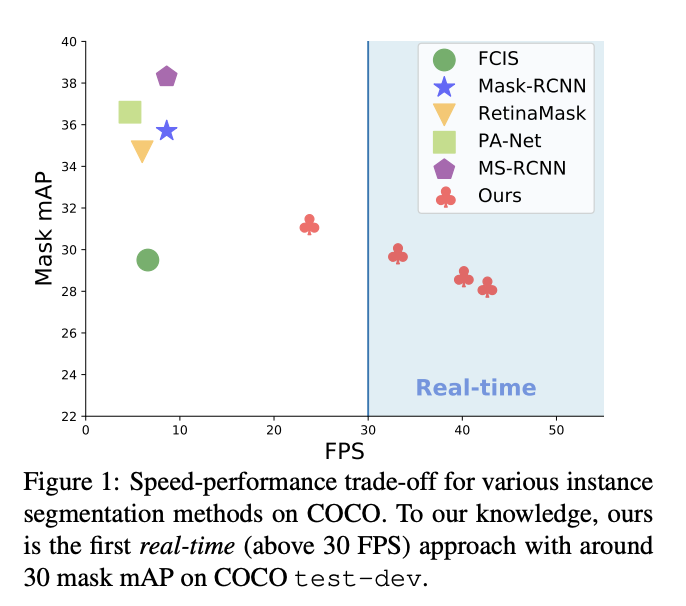 40
38
36
34
32
30
28
26
24
22
Mask mAP
FCIS
Mask-RCNN
RetinaMask
PA-Net
MS-RCNN
Ours
Real-time
0 10 20 30 40 50
FPS
Figure 1: Speed-performance trade-off for various instance
segmentation methods on COCO. To our knowledge, ours
is the first real-time (above 30 FPS) approach with around
30 mask mAP on COCO test-dev.